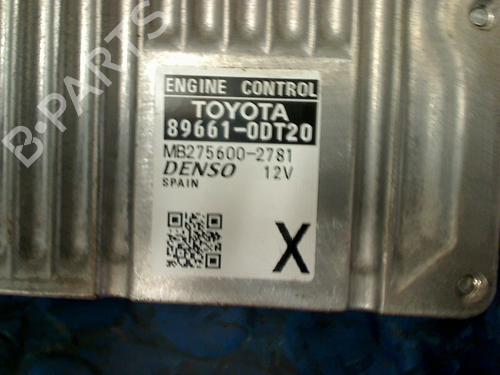 B-PARTS
ENGINE CONTROL
TOYOTA
89661-0DT20
MB275600-2781
DENSO 12V
SPAIN
X